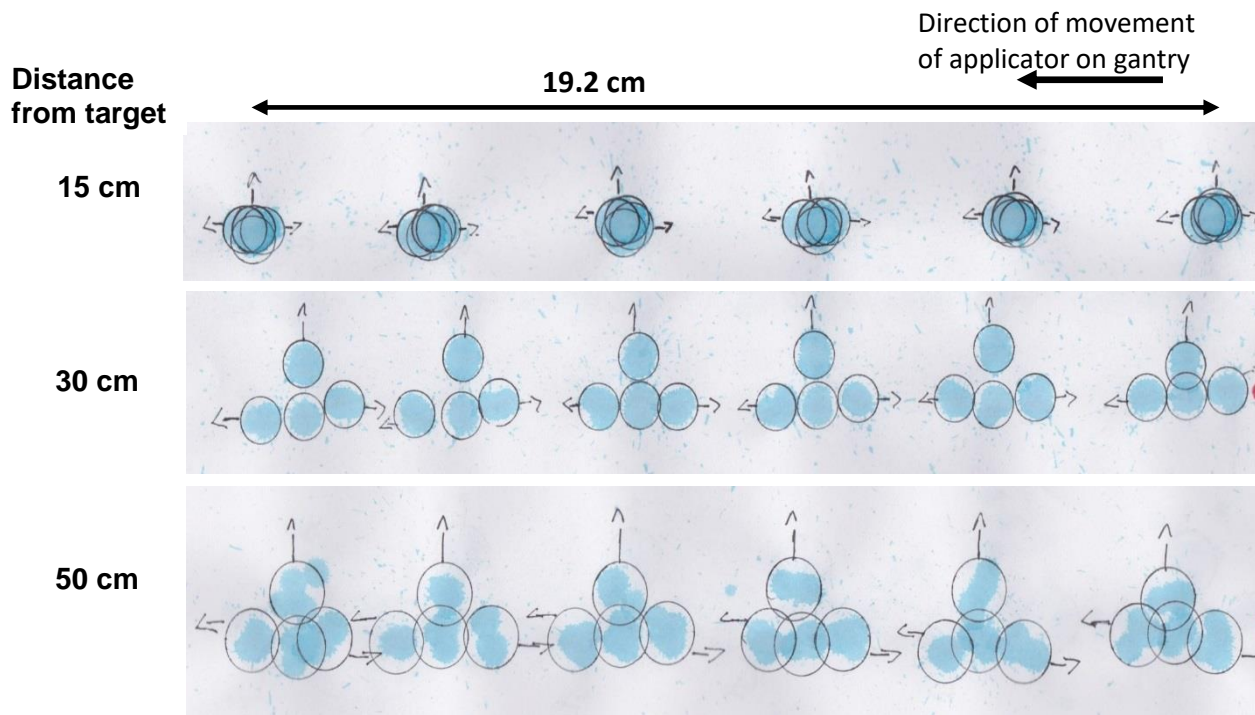 Direction of movement
of applicator on gantry
Distance
from target
19.2 cm
15 cm
30 cm
50 cm